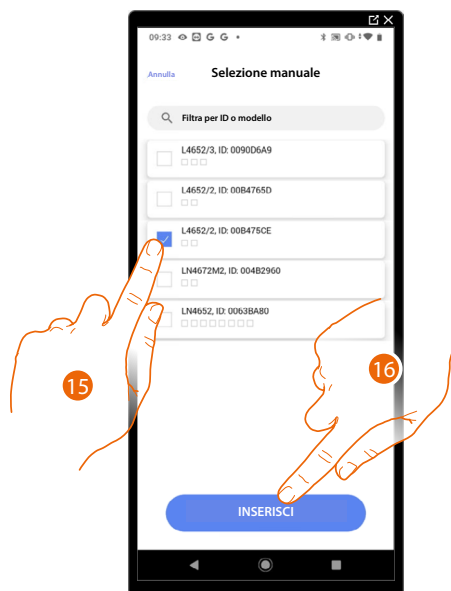 09:33 G G
Annulla Selezione manuale
Filtra per ID o modello
L4652/3, ID: 0090D6A9
L4652/2, ID: 00B4765D
L4652/2, ID: 00B475CE
LN4672M2, ID: 004B2960
LN4652, ID: 0063BA80
15
16
INSERISCI